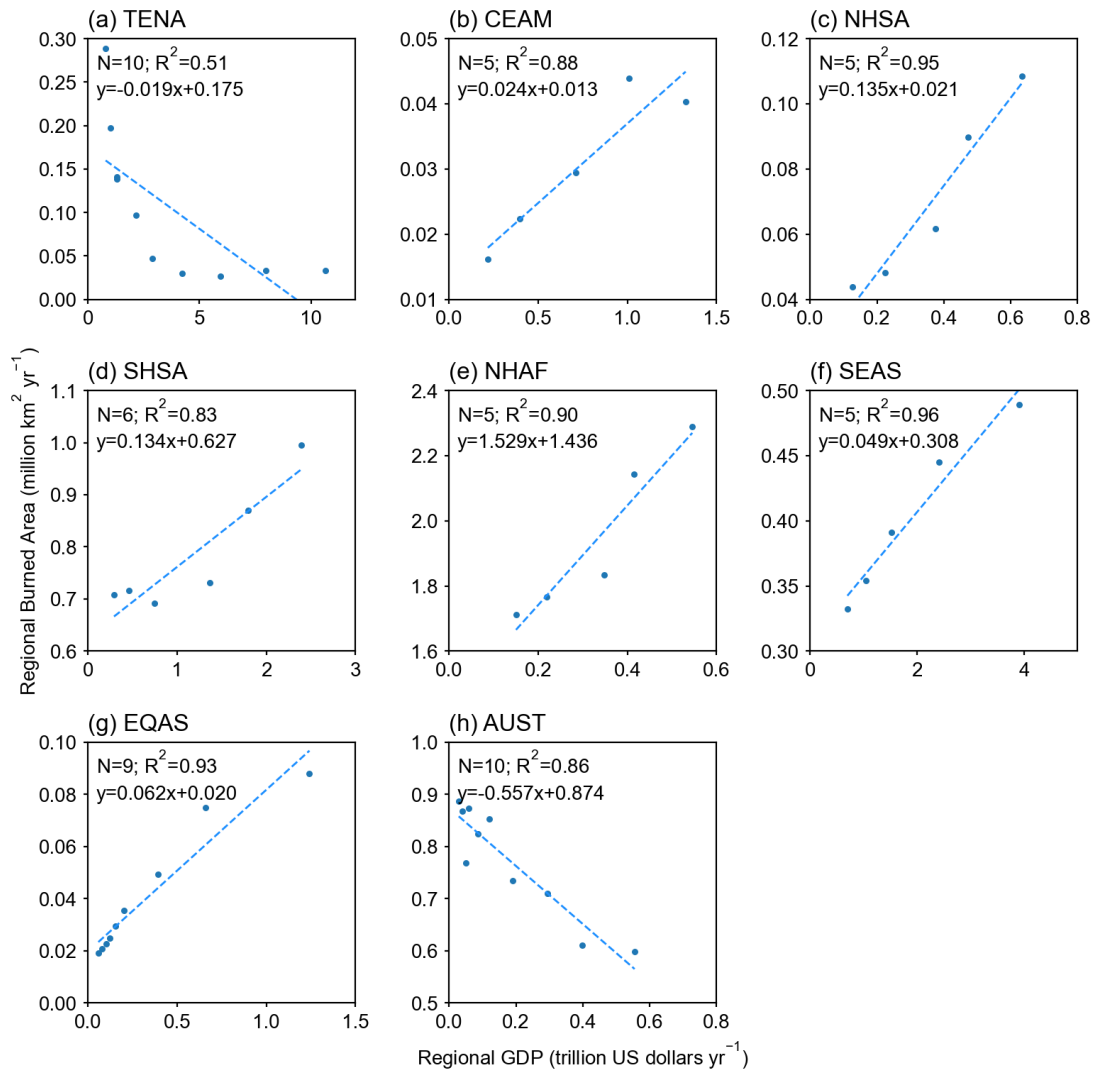 (a) TENA
N=10; R²=0.51
y=-0.019x+0.175
0.30
0.25
0.20
0.15
0.10
0.05
0.00
0 5 10
(b) CEAM
N=5; R²=0.88
y=0.024x+0.013
0.05
0.04
0.03
0.02
0.01
0.0 0.5 1.0 1.5
(c) NHSA
N=5; R²=0.95
y=0.135x+0.021
0.12
0.10
0.08
0.06
0.04
0.0 0.2 0.4 0.6 0.8
Regional Burned Area (million km² yr⁻¹)
(d) SHSA
N=6; R²=0.83
y=0.134x+0.627
1.1
1.0
0.9
0.8
0.7
0.6
0 1 2 3
(e) NHAF
N=5; R²=0.90
y=1.529x+1.436
2.4
2.2
2.0
1.8
1.6
0.0 0.2 0.4 0.6
(f) SEAS
N=5; R²=0.96
y=0.049x+0.308
0.50
0.45
0.40
0.35
0.30
0 2 4
(g) EQAS
N=9; R²=0.93
y=0.062x+0.020
0.10
0.08
0.06
0.04
0.02
0.00
0.0 0.5 1.0 1.5
(h) AUST
N=10; R²=0.86
y=-0.557x+0.874
1.0
0.9
0.8
0.7
0.6
0.5
0.0 0.2 0.4 0.6 0.8
Regional GDP (trillion US dollars yr⁻¹)